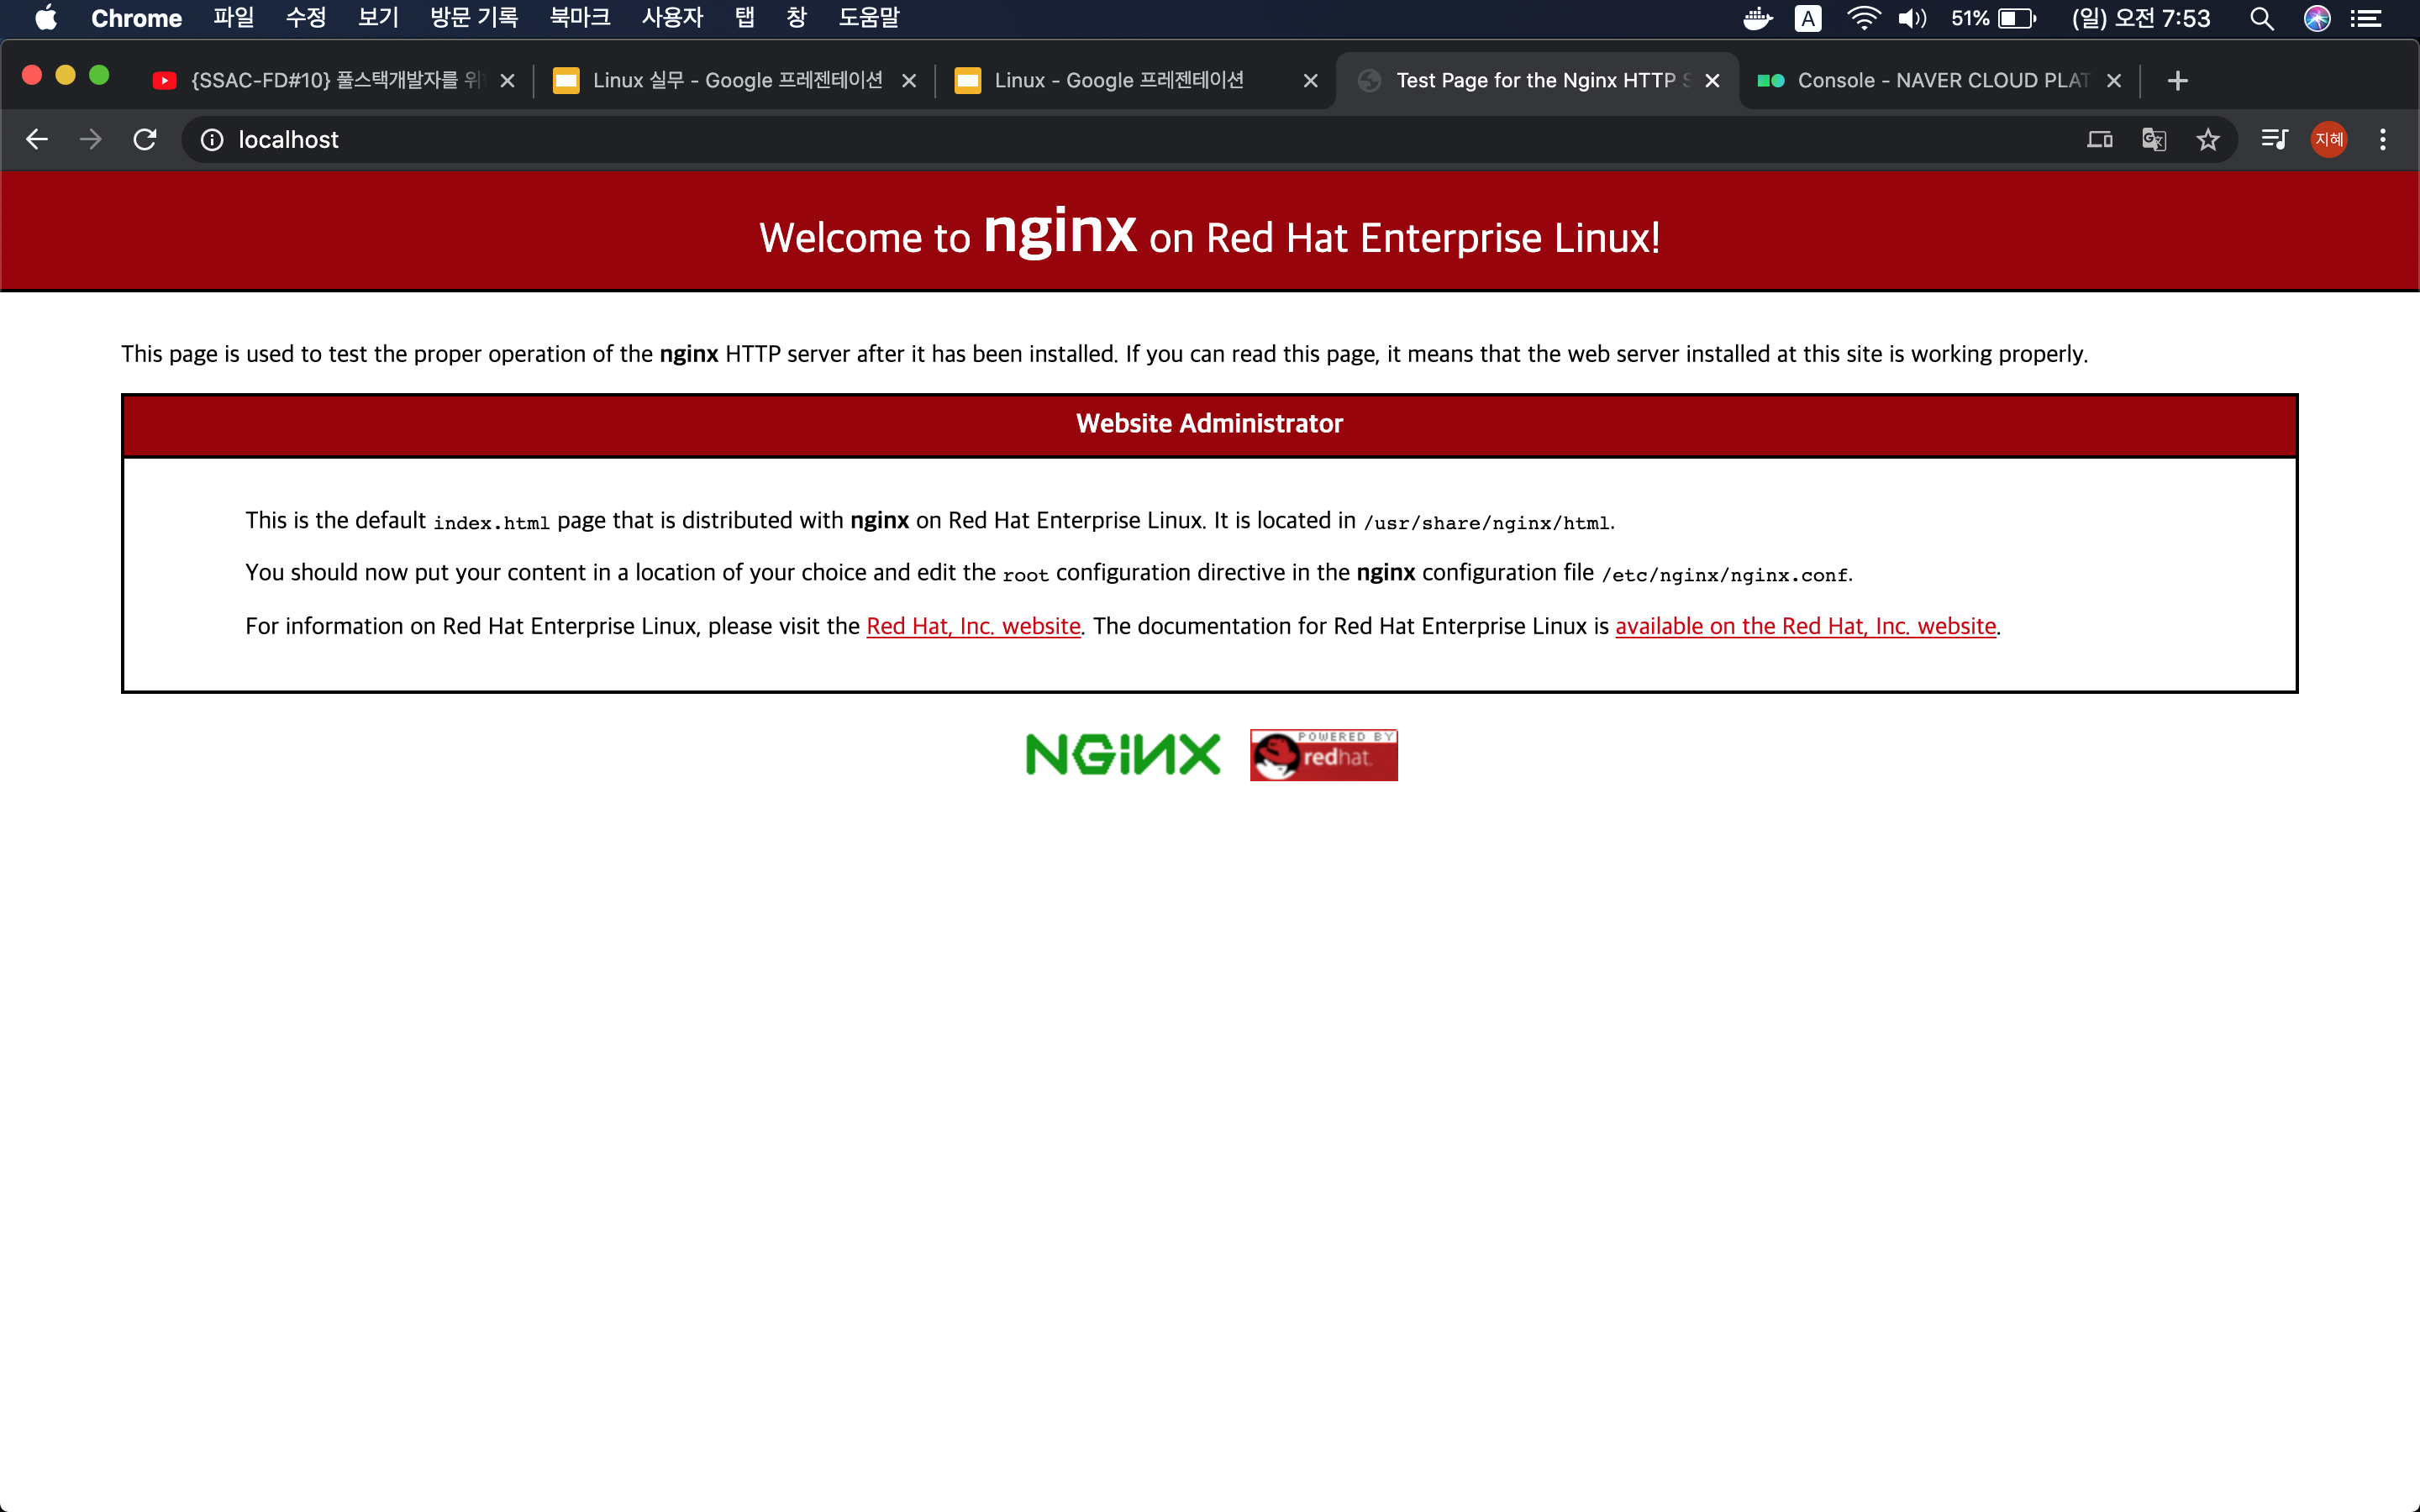 Chrome 파일 수정 보기 방문 기록 북마크 사용자 탭 창 도움말 A 51% (일) 오전 7:53
{SSAC-FD#10} 풀스택개발자를 위 Linux 실무 - Google 프레젠테이션 Linux - Google 프레젠테이션 Test Page for the Nginx HTTP S Console - NAVER CLOUD PLAT
localhost 지혜
Welcome to nginx on Red Hat Enterprise Linux!
This page is used to test the proper operation of the nginx HTTP server after it has been installed. If you can read this page, it means that the web server installed at this site is working properly.
Website Administrator
This is the default index.html page that is distributed with nginx on Red Hat Enterprise Linux. It is located in /usr/share/nginx/html.
You should now put your content in a location of your choice and edit the root configuration directive in the nginx configuration file /etc/nginx/nginx.conf.
For information on Red Hat Enterprise Linux, please visit the Red Hat, Inc. website. The documentation for Red Hat Enterprise Linux is available on the Red Hat, Inc. website.
NGINX POWERED BY
redhat.